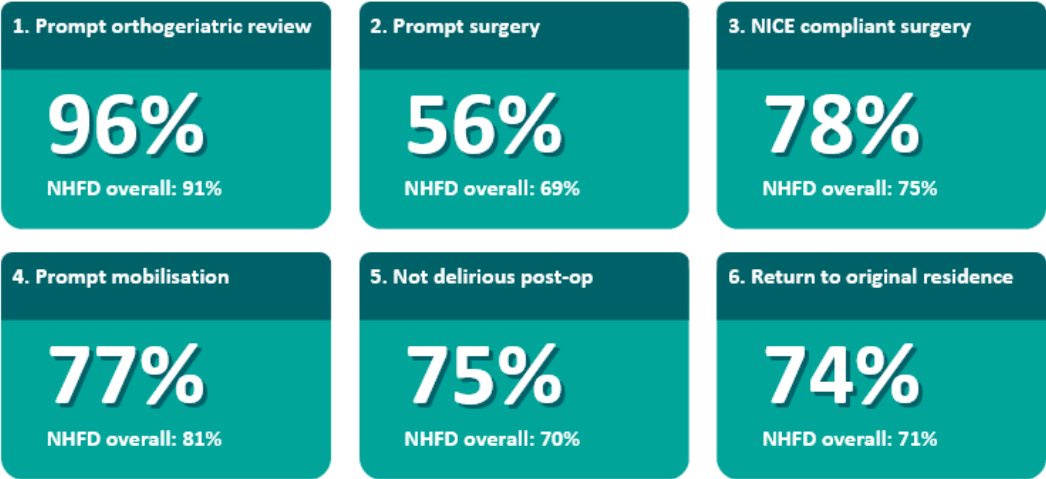 1. Prompt orthogeriatric review
96%
NHFD overall: 91%
2. Prompt surgery
56%
NHFD overall: 69%
3. NICE compliant surgery
78%
NHFD overall: 75%
4. Prompt mobilisation
77%
NHFD overall: 81%
5. Not delirious post-op
75%
NHFD overall: 70%
6. Return to original residence
74%
NHFD overall: 71%